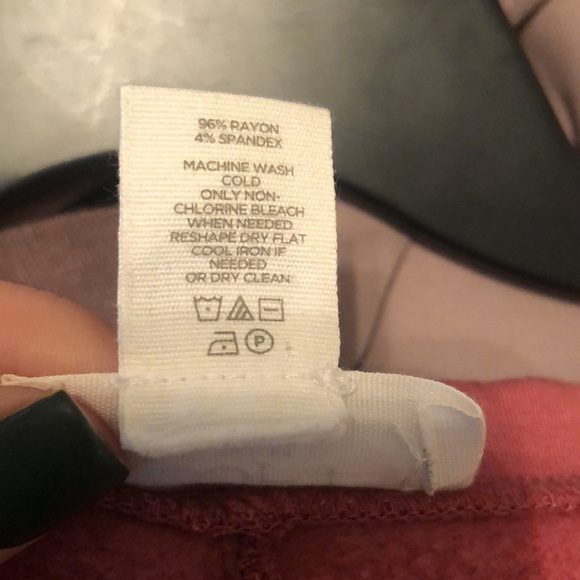 96% RAYON
4% SPANDEX
MACHINE WASH
COLD
ONLY NON-
CHLORINE BLEACH
WHEN NEEDED
RESHAPE DRY FLAT
COOL IRON IF
NEEDED
OR DRY CLEAN
P